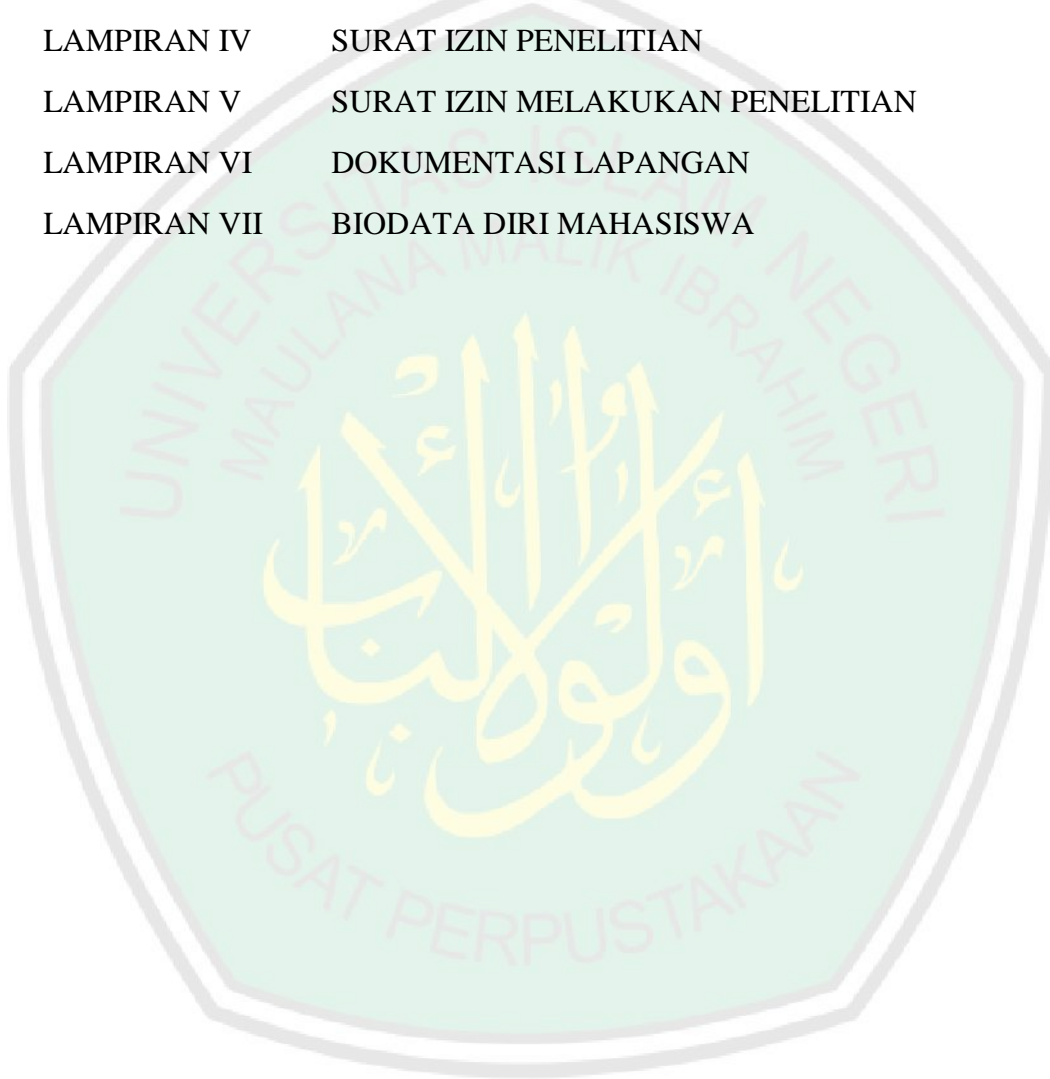 LAMPIRAN IV SURAT IZIN PENELITIAN
LAMPIRAN V SURAT IZIN MELAKUKAN PENELITIAN
LAMPIRAN VI DOKUMENTASI LAPANGAN
LAMPIRAN VII BIODATA DIRI MAHASISWA
UNIVERSITAS ISLAM NEGERI
MAULANA MALIK IBRAHIM
أولوا الألباب
PUSAT PERPUSTAKAAN